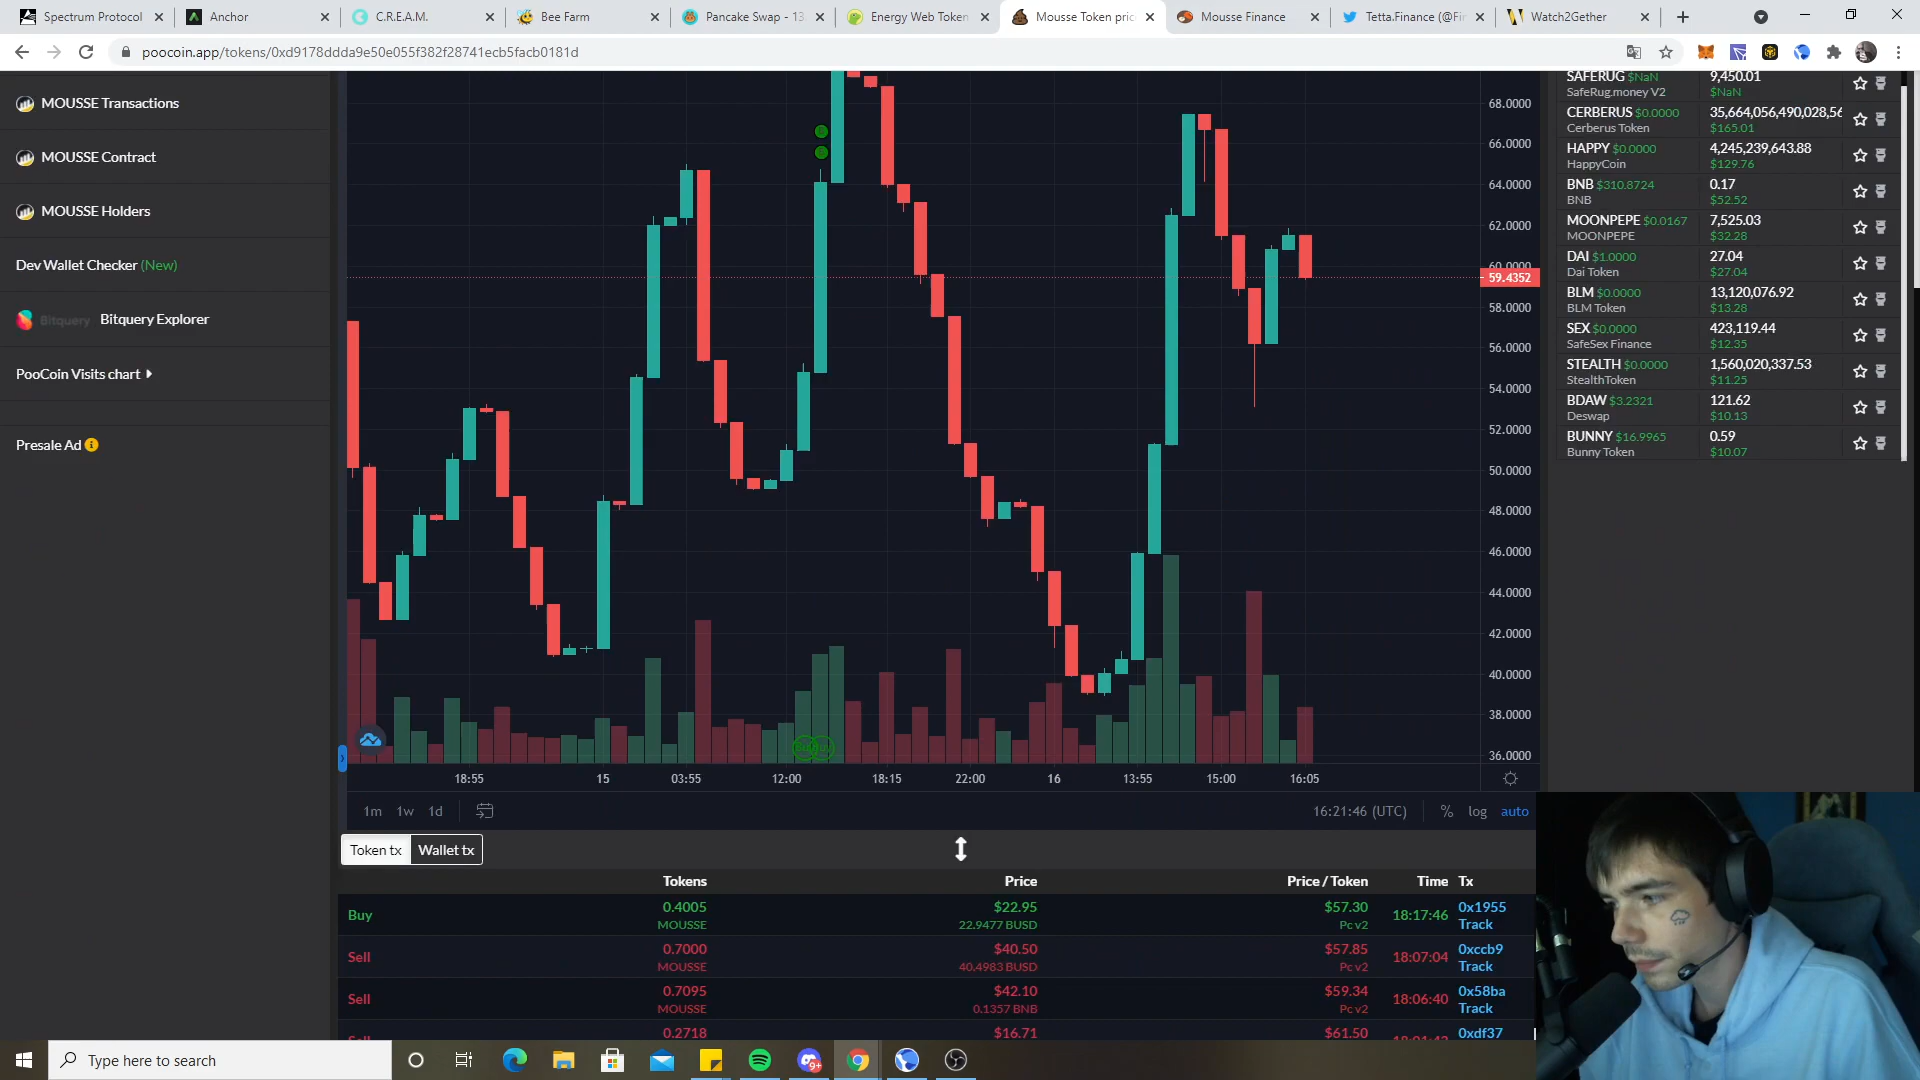 Spectrum Protocol
Anchor
C.R.E.A.M.
Bee Farm
Pancake Swap - 13
Energy Web Token
Mousse Token pric
Mousse Finance
Tetta.Finance (@Fin
Watch2Gether
poocoin.app/tokens/0xd9178ddda9e50e055f382f28741ecb5facb0181d
MOUSSE Transactions
MOUSSE Contract
MOUSSE Holders
Dev Wallet Checker (New)
Bitquery Bitquery Explorer
PooCoin Visits chart
Presale Ad
68.0000
66.0000
64.0000
62.0000
60.0000
59.4352
58.0000
56.0000
54.0000
52.0000
50.0000
48.0000
46.0000
44.0000
42.0000
40.0000
38.0000
36.0000
18:55 15 03:55 12:00 18:15 22:00 16 13:55 15:00 16:05
1m 1w 1d 16:21:46 (UTC) % log auto
SAFERUG $NaN 9,450.01
SafeRug.money V2 $NaN
CERBERUS $0.0000 35,664,056,490,028,56
Cerberus Token $165.01
HAPPY $0.0000 4,245,239,643.88
HappyCoin $129.76
BNB $310.8724 0.17
BNB $52.52
MOONPEPE $0.0167 7,525.03
MOONPEPE $32.28
DAI $1.0000 27.04
Dai Token $27.04
BLM $0.0000 13,120,076.92
BLM Token $13.28
SEX $0.0000 423,119.44
SafeSex Finance $12.35
STEALTH $0.0000 1,560,020,337.53
StealthToken $11.25
BDAW $3.2321 121.62
Deswap $10.13
BUNNY $16.9965 0.59
Bunny Token $10.07
Token tx Wallet tx
Tokens Price Price / Token Time Tx
Buy 0.4005 $22.95 $57.30 18:17:46 0x1955
MOUSSE 22.9477 BUSD Pc v2 Track
Sell 0.7000 $40.50 $57.85 18:07:04 0xccb9
MOUSSE 40.4983 BUSD Pc v2 Track
Sell 0.7095 $42.10 $59.34 18:06:40 0x58ba
MOUSSE 0.1357 BNB Pc v2 Track
0.2718 $16.71 $61.50 0xdf37
Type here to search
9+